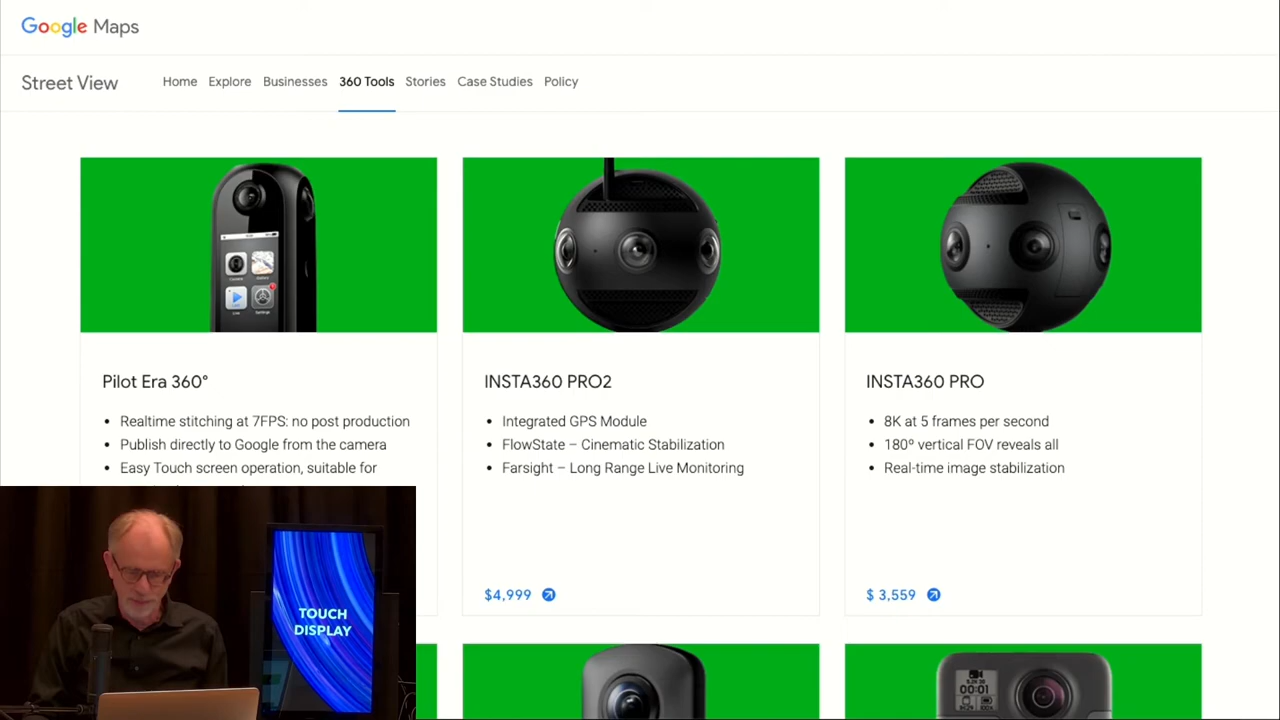 Google Maps
Street View
Home Explore Businesses 360 Tools Stories Case Studies Policy
Pilot Era 360°
• Realtime stitching at 7FPS: no post production
• Publish directly to Google from the camera
• Easy Touch screen operation, suitable for
INSTA360 PRO2
• Integrated GPS Module
• FlowState – Cinematic Stabilization
• Farsight – Long Range Live Monitoring
$4,999
INSTA360 PRO
• 8K at 5 frames per second
• 180º vertical FOV reveals all
• Real-time image stabilization
$ 3,559
TOUCH
DISPLAY
00:01